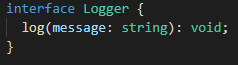 interface Logger {
  log(message: string): void;
}